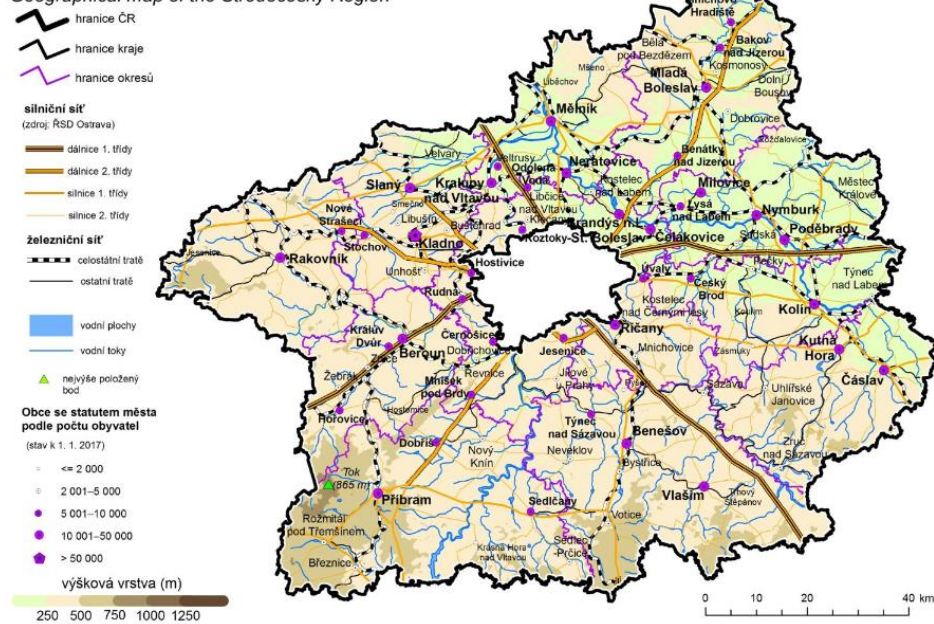 Geographical map of the Středočeský Region
hranice ČR
hranice kraje
hranice okresů
silniční síť
(zdroj: ŘSD Ostrava)
dálnice 1. třídy
dálnice 2. třídy
silnice 1. třídy
silnice 2. třídy
železniční síť
celostátní tratě
ostatní tratě
vodní plochy
vodní toky
nejvýše položený
bod
Obce se statutem města
podle počtu obyvatel
(stav k 1. 1. 2017)
<= 2 000
2 001–5 000
5 001–10 000
10 001–50 000
> 50 000
výšková vrstva (m)
250 500 750 1000 1250
Hradiště
Bakov
nad Jizerou
Bělá
pod Bezdězem
Kosmonosy
Mladá
Boleslav
Dolní
Bousov
Mšeno
Liběchov
Mělník
Dobrovice
Rožďalovice
Benátky
nad Jizerou
Velvary
Veltrusy
Neratovice
Odolena
Voda
Kostelec
nad Labem
Milovice
Městec
Králové
Slaný
Kralupy
nad Vltavou
Libčice
nad Vltavou
Klecany
Lysá
nad Labem
Nymburk
Smečno
Libušín
Buštěhrad
Brandýs n.L.-
St. Boleslav
Čelákovice
Sadská
Poděbrady
Nové
Strašecí
Stochov
Kladno
Roztoky
Jesenice
Rakovník
Unhošť
Hostivice
Pečky
Týnec
nad Labem
Rudná
Úvaly
Český
Brod
Kostelec
nad Černými lesy
Kouřim
Kolín
Králův
Dvůr
Beroun
Zdice
Černošice
Dobřichovice
Řevnice
Jesenice
Říčany
Mnichovice
Zásmuky
Kutná
Hora
Čáslav
Žebrák
Hořovice
Mníšek
pod Brdy
Hostomice
Jílové
u Prahy
Pyšely
Sázava
Uhlířské
Janovice
Dobříš
Nový
Knín
Týnec
nad Sázavou
Neveklov
Benešov
Bystřice
Zruč
nad Sázavou
Tok
(865 m)
Příbram
Sedlčany
Vlašim
Trhový
Štěpánov
Rožmitál
pod Třemšínem
Votice
Březnice
Krásná Hora
nad Vltavou
Sedlec
-Prčice
0 10 20 40 km